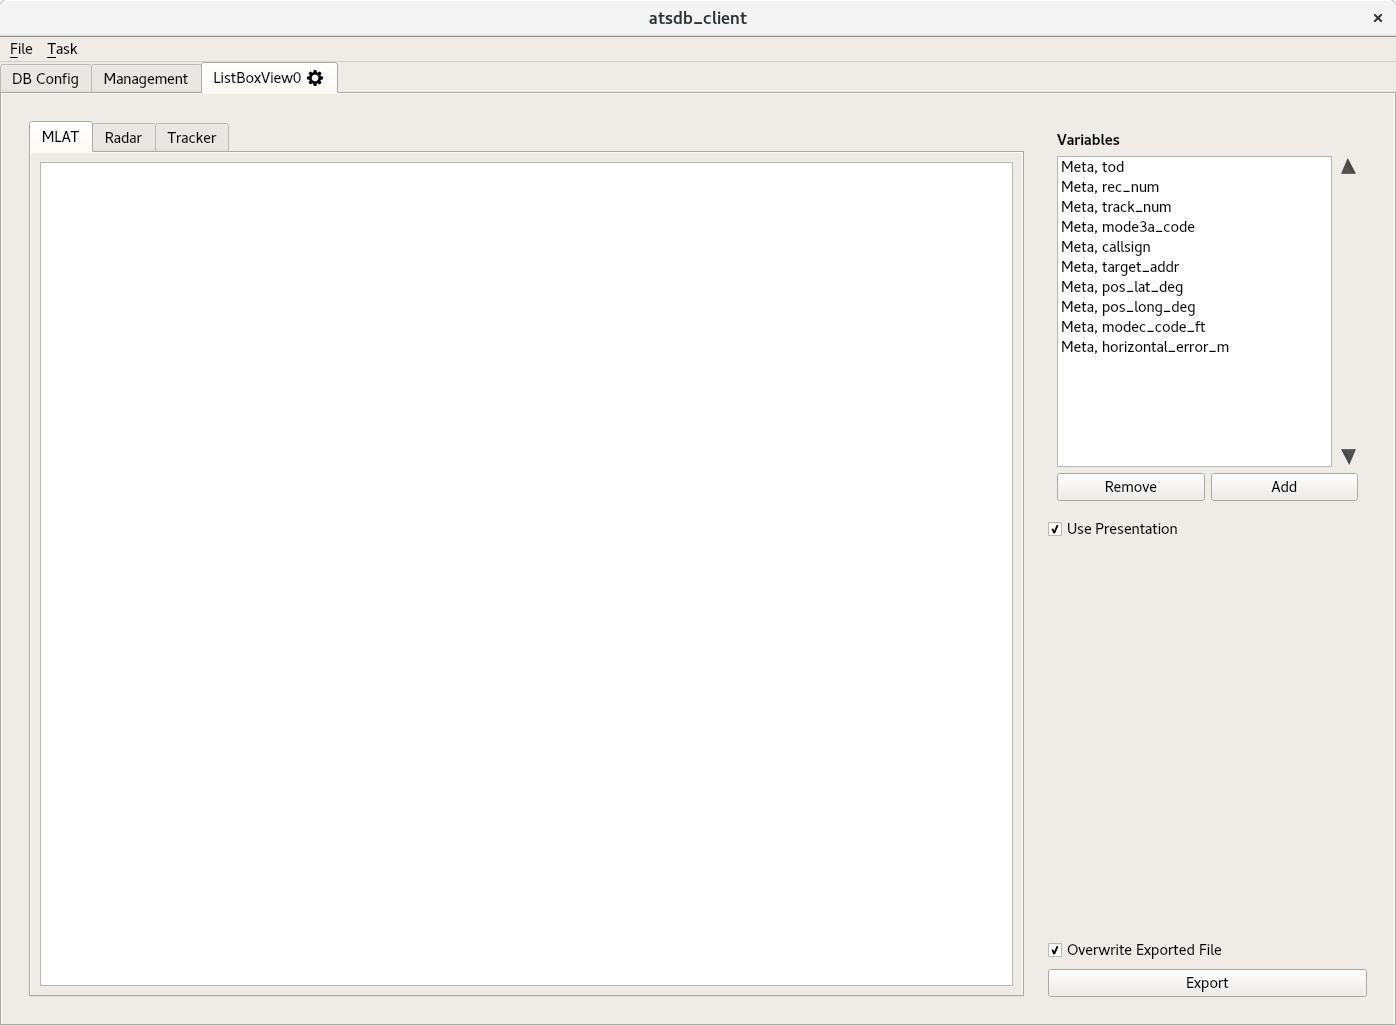 atsdb_client
File Task
DB Config Management ListBoxView0
MLAT Radar Tracker
Variables
Meta, tod
Meta, rec_num
Meta, track_num
Meta, mode3a_code
Meta, callsign
Meta, target_addr
Meta, pos_lat_deg
Meta, pos_long_deg
Meta, modec_code_ft
Meta, horizontal_error_m
Remove Add
Use Presentation
Overwrite Exported File
Export